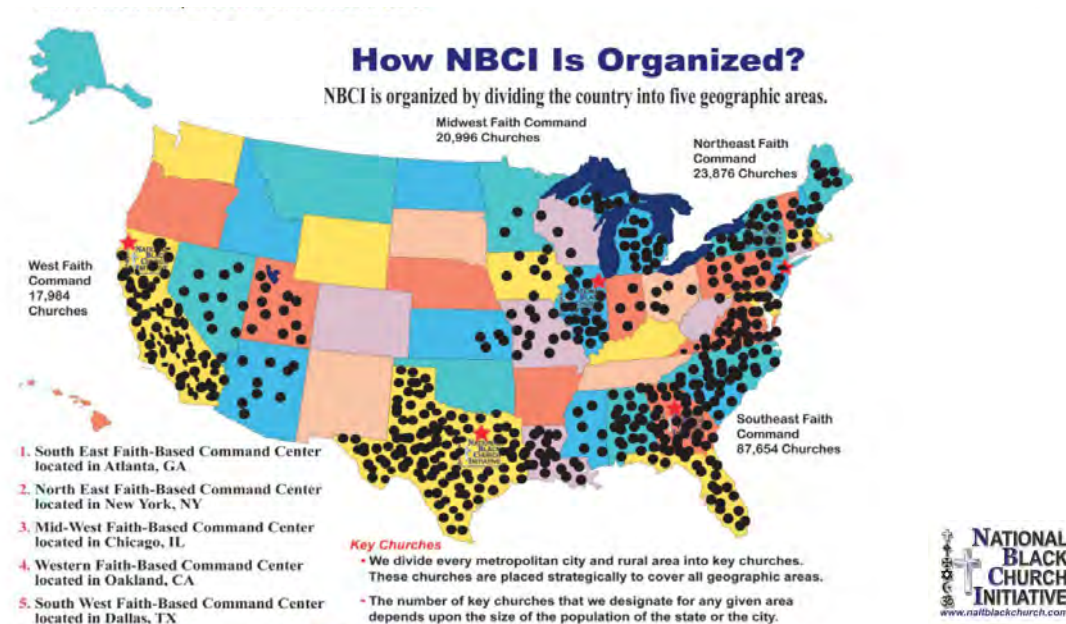 How NBCI Is Organized?
NBCI is organized by dividing the country into five geographic areas.
Midwest Faith Command
20,996 Churches
Northeast Faith
Command
23,876 Churches
West Faith
Command
17,984
Churches
Southeast Faith
Command
87,654 Churches
NATIONAL
BLACK
CHURCH
INITIATIVE
1. South East Faith-Based Command Center
located in Atlanta, GA
2. North East Faith-Based Command Center
located in New York, NY
3. Mid-West Faith-Based Command Center
located in Chicago, IL
4. Western Faith-Based Command Center
located in Oakland, CA
5. South West Faith-Based Command Center
located in Dallas, TX
Key Churches
• We divide every metropolitan city and rural area into key churches.
These churches are placed strategically to cover all geographic areas.
• The number of key churches that we designate for any given area
depends upon the size of the population of the state or the city.
NATIONAL
BLACK
CHURCH
INITIATIVE
www.naltblackchurch.com